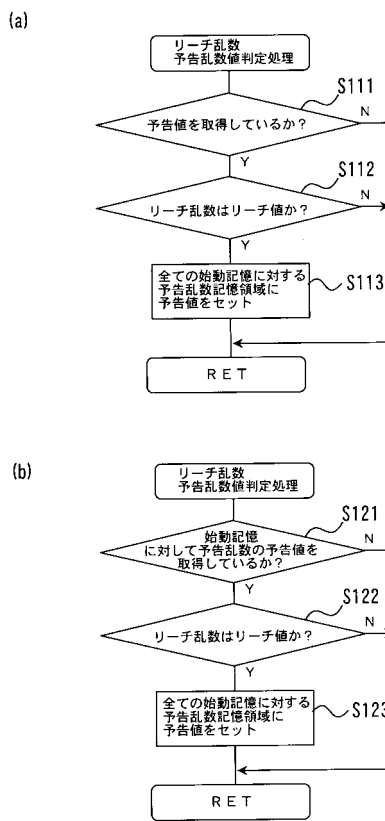 (a)
リーチ乱数
予告乱数値判定処理
S111
予告値を取得しているか？
N
Y
S112
リーチ乱数はリーチ値か？
N
Y
全ての始動記憶に対する
予告乱数記憶領域に
予告値をセット
S113
RET
(b)
リーチ乱数
予告乱数値判定処理
S121
始動記憶
に対して予告乱数の予告値を
取得しているか？
N
Y
S122
リーチ乱数はリーチ値か？
N
Y
全ての始動記憶に対する
予告乱数記憶領域に
予告値をセット
S123
RET